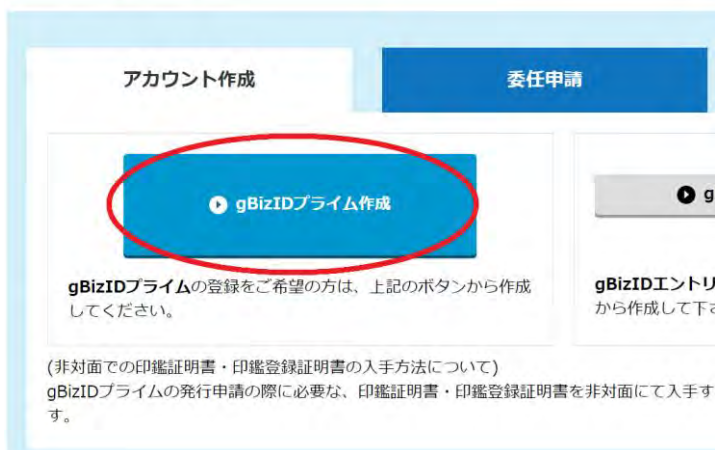 アカウント作成
委任申請
gBizIDプライム作成
g
gBizIDプライムの登録をご希望の方は、上記のボタンから作成
してください。
gBizIDエントリ
から作成して下さ
(非対面での印鑑証明書・印鑑登録証明書の入手方法について)
gBizIDプライムの発行申請の際に必要な、印鑑証明書・印鑑登録証明書を非対面にて入手す
す。